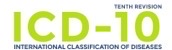 TENTH REVISION
ICD-10
INTERNATIONAL CLASSIFICATION OF DISEASES